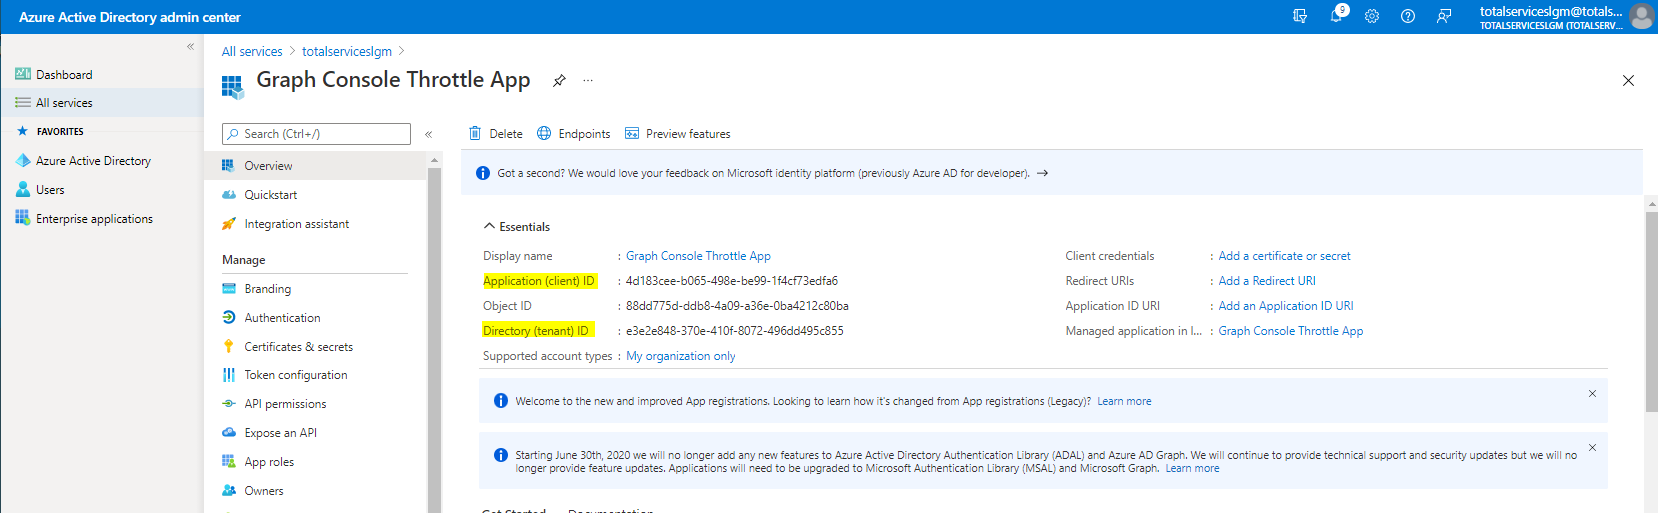 Azure Active Directory admin center
9
totalserviceslgm@totals...
TOTALSERVICESLGM (TOTALSERV...
«
Dashboard
All services
★ FAVORITES
Azure Active Directory
Users
Enterprise applications
All services > totalserviceslgm >
Graph Console Throttle App ...
Search (Ctrl+/) «
Overview
Quickstart
Integration assistant
Manage
Branding
Authentication
Certificates & secrets
Token configuration
API permissions
Expose an API
App roles
Owners
Delete Endpoints Preview features
Got a second? We would love your feedback on Microsoft identity platform (previously Azure AD for developer). →
Essentials
Display name : Graph Console Throttle App
Application (client) ID : 4d183cee-b065-498e-be99-1f4cf73edfa6
Object ID : 88dd775d-ddb8-4a09-a36e-0ba4212c80ba
Directory (tenant) ID : e3e2e848-370e-410f-8072-496dd495c855
Supported account types : My organization only
Client credentials : Add a certificate or secret
Redirect URIs : Add a Redirect URI
Application ID URI : Add an Application ID URI
Managed application in l... : Graph Console Throttle App
Welcome to the new and improved App registrations. Looking to learn how it's changed from App registrations (Legacy)? Learn more
Starting June 30th, 2020 we will no longer add any new features to Azure Active Directory Authentication Library (ADAL) and Azure AD Graph. We will continue to provide technical support and security updates but we will no
longer provide feature updates. Applications will need to be upgraded to Microsoft Authentication Library (MSAL) and Microsoft Graph. Learn more
Get Started Documentation